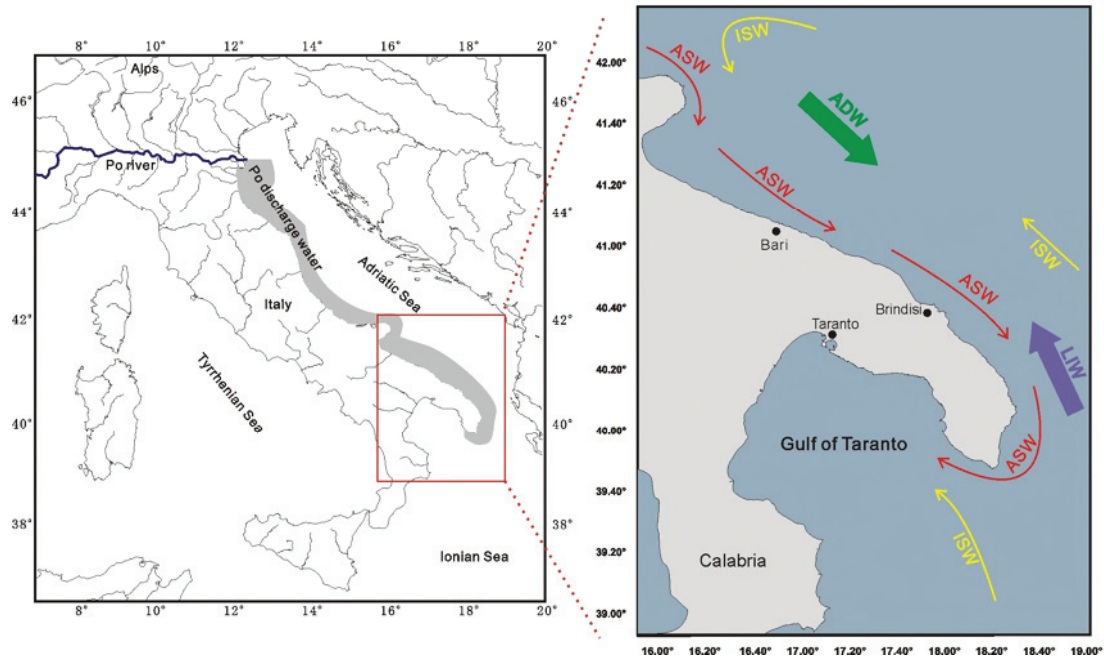 8° 10° 12° 14° 16° 18° 20°
Alps
46° 46°
Po river
Po discharge water
44° 44°
Adriatic Sea
Italy
42° 42°
Tyrrhenian Sea
40° 40°
38° 38°
Ionian Sea
8° 10° 12° 14° 16° 18° 20°
ISW
ASW
42.00°
ADW
41.40°
41.20°
ASW
Bari
41.00°
ISW
ASW
Brindisi
40.40°
Taranto
LIW
40.20°
40.00°
Gulf of Taranto
ASW
39.40°
ISW
Calabria
39.20°
39.00°
16.00 16.20° 16.40° 17.00° 17.20° 17.40° 18.00° 18.20° 18.40° 19.00°